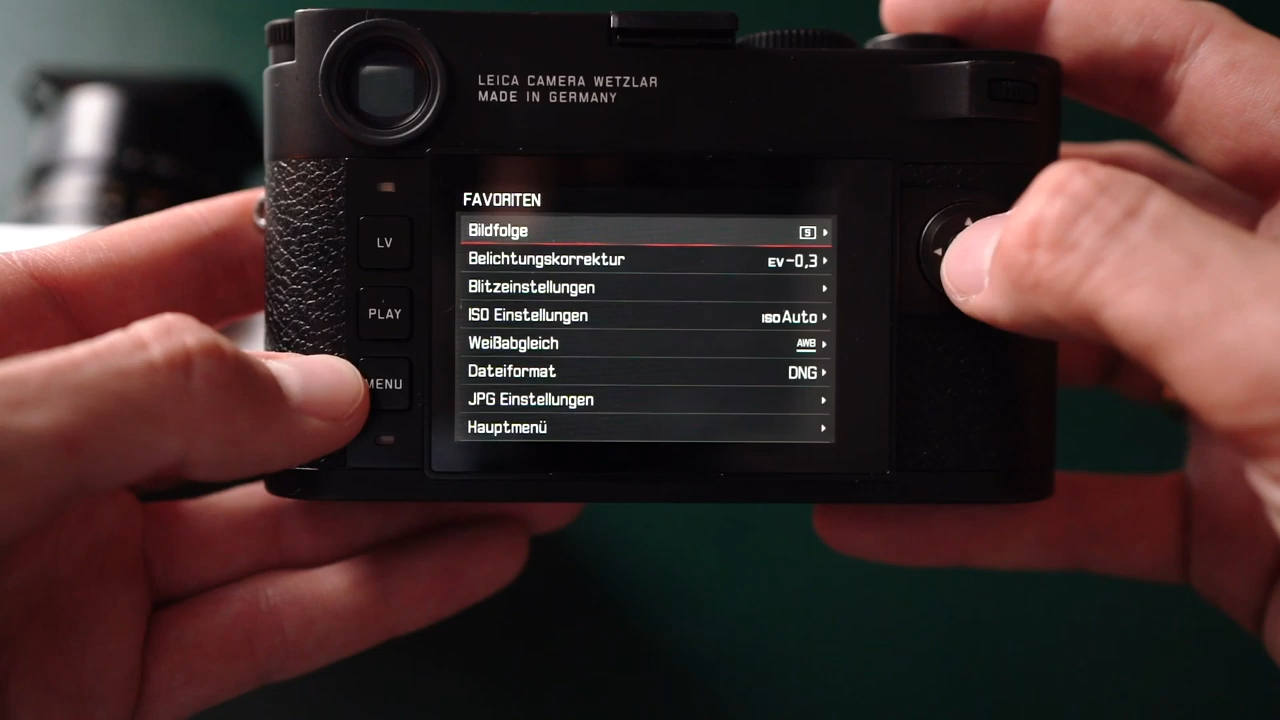 LEICA CAMERA WETZLAR
MADE IN GERMANY
LV
PLAY
MENU
FAVORITEN
Bildfolge S
Belichtungskorrektur EV-0,3
Blitzeinstellungen
ISO Einstellungen ISO Auto
Weißabgleich AWB
Dateiformat DNG
JPG Einstellungen
Hauptmenü